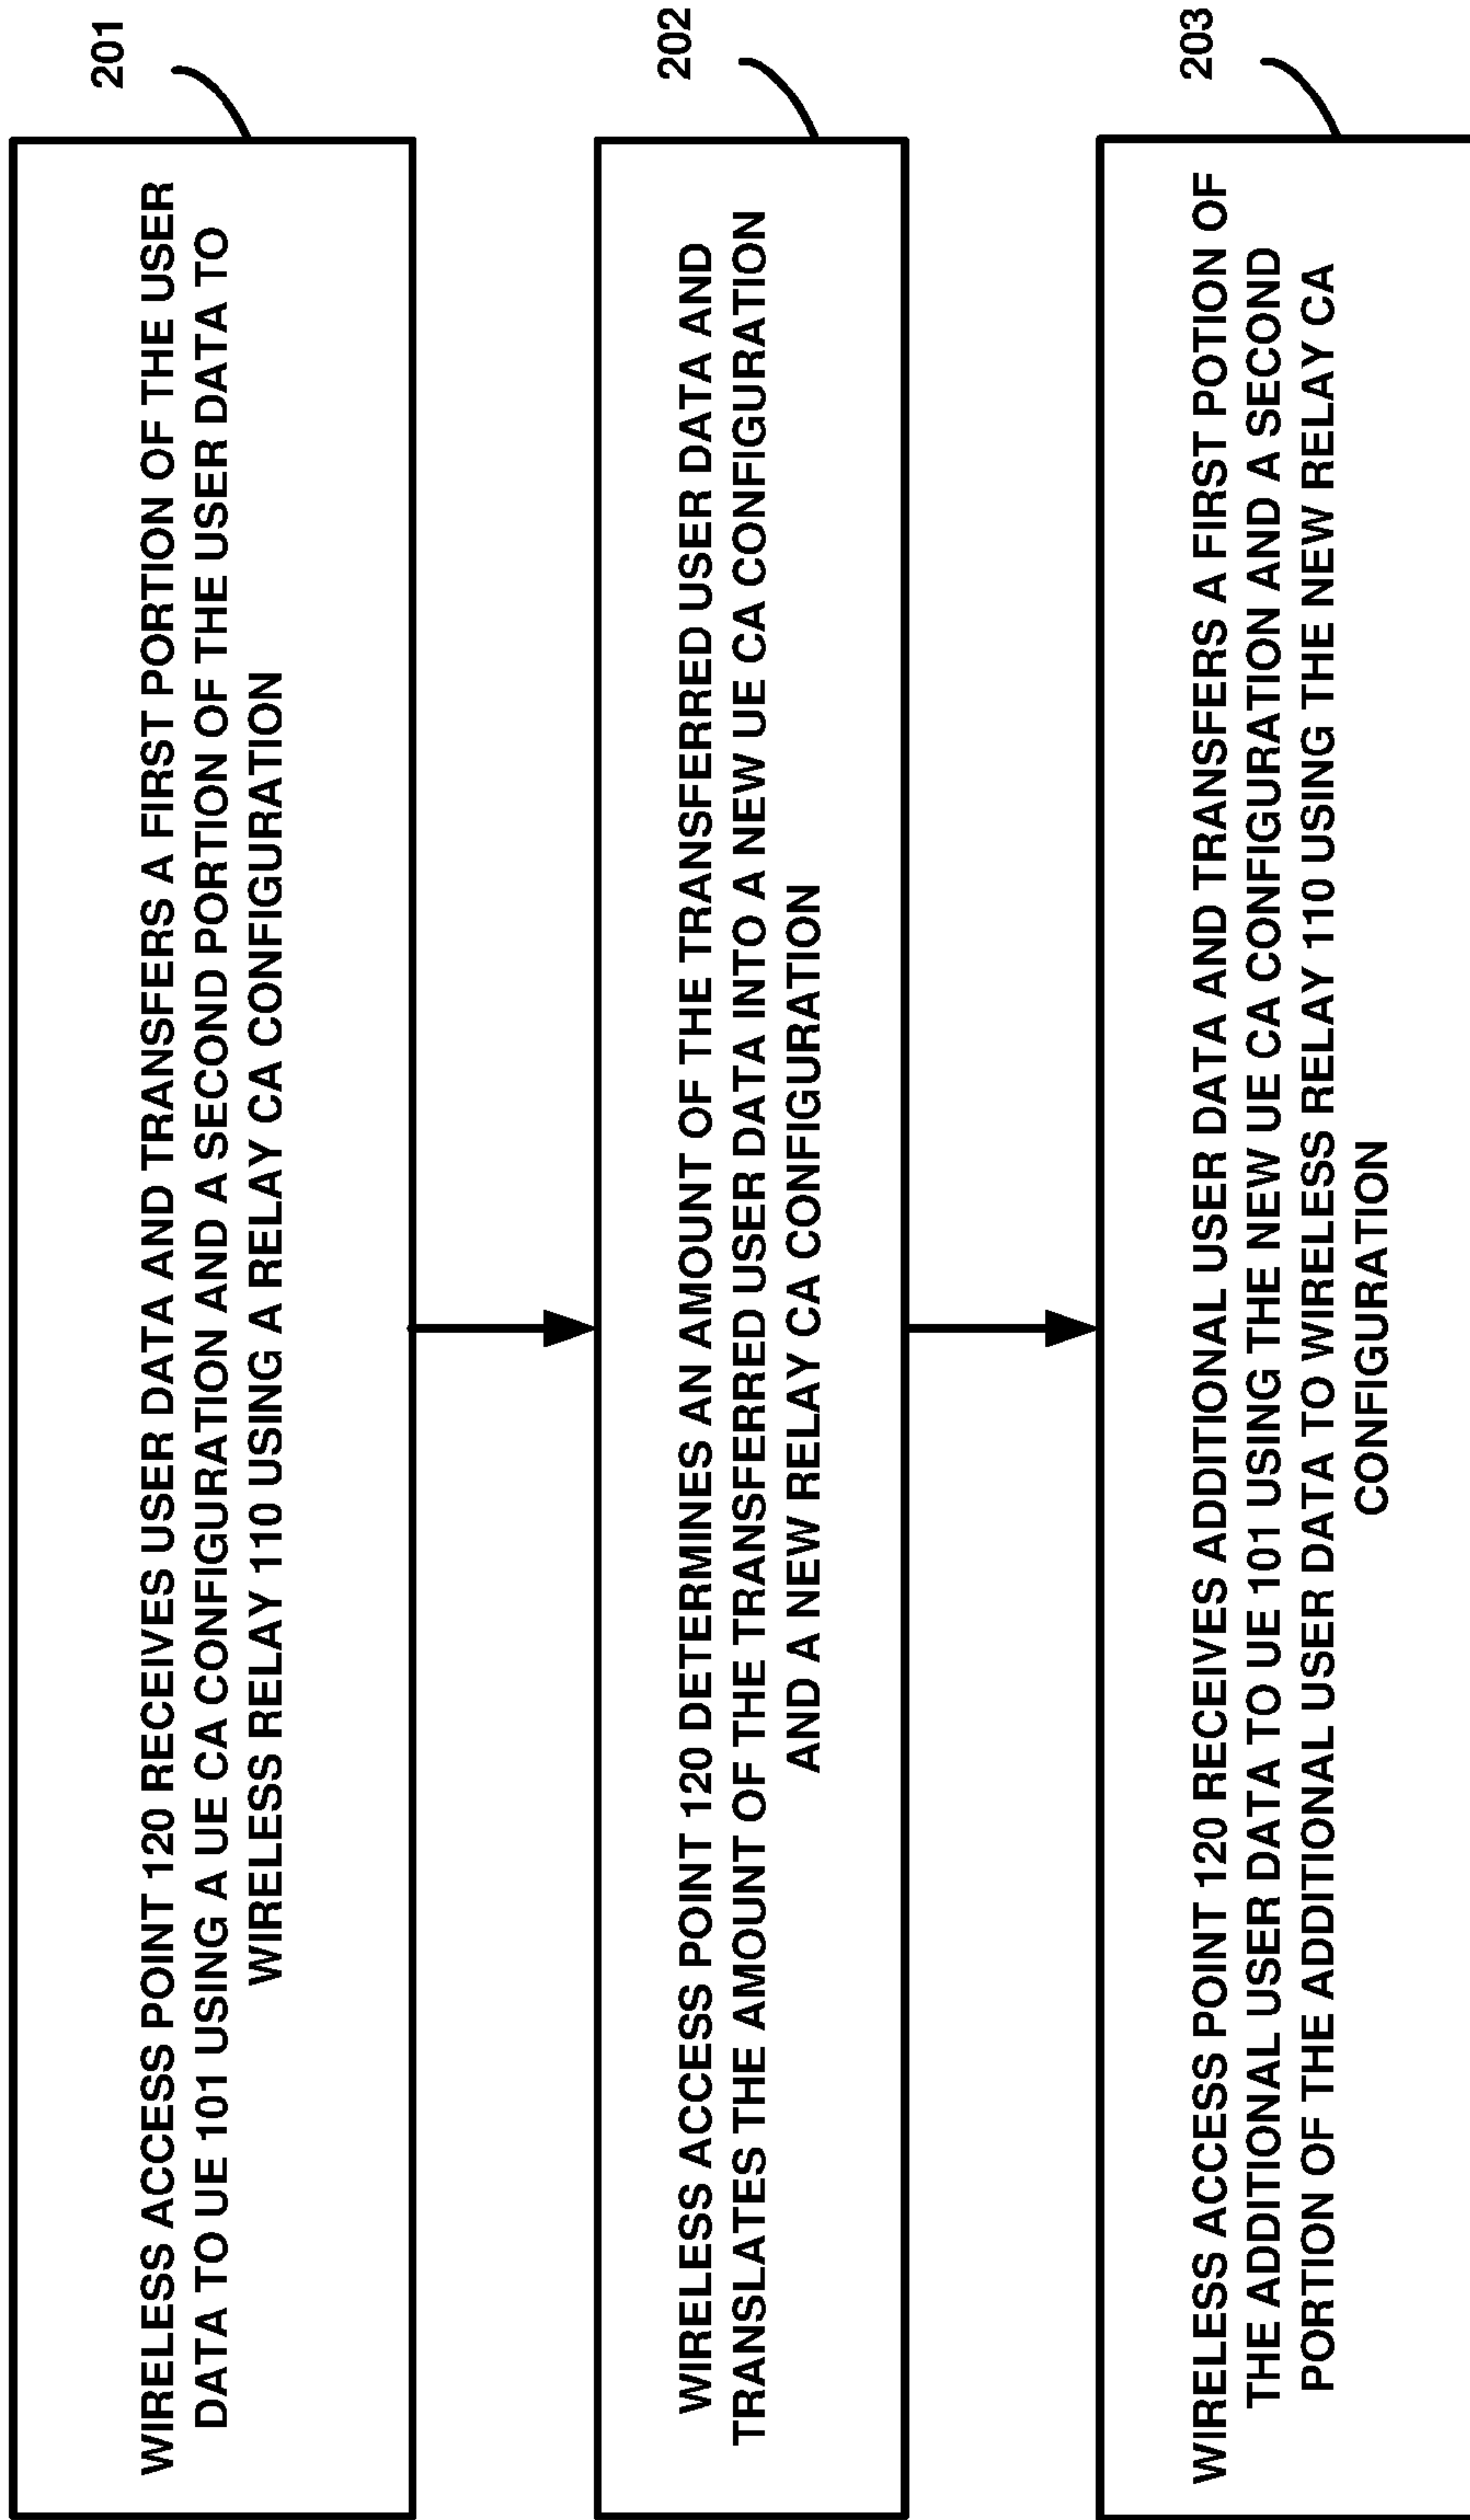 201
WIRELESS ACCESS POINT 120 RECEIVES USER DATA AND TRANSFERS A FIRST PORTION OF THE USER
DATA TO UE 101 USING A UE CA CONFIGURATION AND A SECOND PORTION OF THE USER DATA TO
WIRELESS RELAY 110 USING A RELAY CA CONFIGURATION
202
WIRELESS ACCESS POINT 120 DETERMINES AN AMOUNT OF THE TRANSFERRED USER DATA AND
TRANSLATES THE AMOUNT OF THE TRANSFERRED USER DATA INTO A NEW UE CA CONFIGURATION
AND A NEW RELAY CA CONFIGURATION
203
WIRELESS ACCESS POINT 120 RECEIVES ADDITIONAL USER DATA AND TRANSFERS A FIRST POTION OF
THE ADDITIONAL USER DATA TO UE 101 USING THE NEW UE CA CONFIGURATION AND A SECOND
PORTION OF THE ADDITIONAL USER DATA TO WIRELESS RELAY 110 USING THE NEW RELAY CA
CONFIGURATION